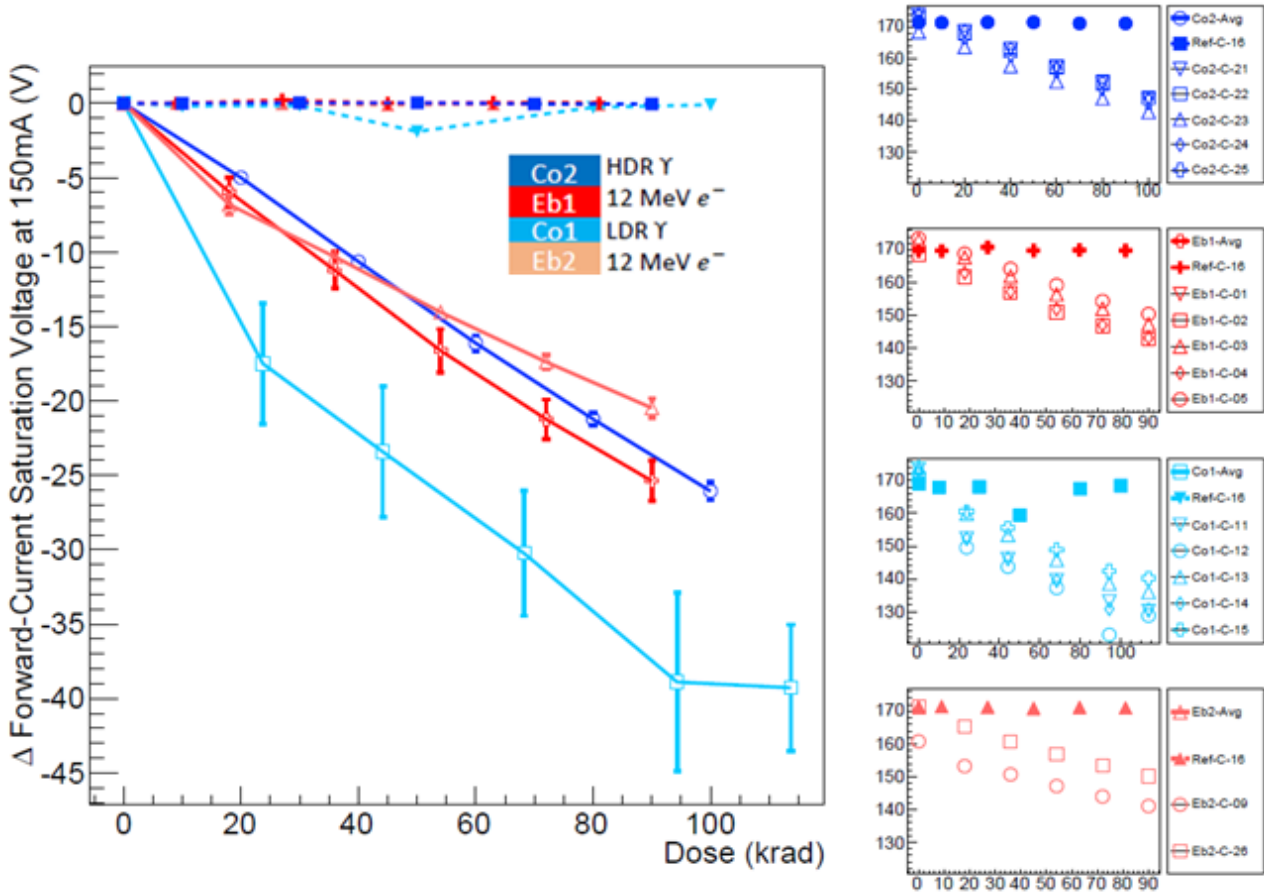 Δ Forward-Current Saturation Voltage at 150mA (V)
0
-5
-10
-15
-20
-25
-30
-35
-40
-45
0 20 40 60 80 100
Dose (krad)
Co2 HDR ϒ
Eb1 12 MeV e⁻
Co1 LDR ϒ
Eb2 12 MeV e⁻
170
160
150
140
130
0 20 40 60 80 100
Co2-Avg
Ref-C-16
Co2-C-21
Co2-C-22
Co2-C-23
Co2-C-24
Co2-C-25
170
160
150
140
130
0 10 20 30 40 50 60 70 80 90
Eb1-Avg
Ref-C-16
Eb1-C-01
Eb1-C-02
Eb1-C-03
Eb1-C-04
Eb1-C-05
170
160
150
140
130
0 20 40 60 80 100
Co1-Avg
Ref-C-16
Co1-C-11
Co1-C-12
Co1-C-13
Co1-C-14
Co1-C-15
170
160
150
140
130
0 10 20 30 40 50 60 70 80 90
Eb2-Avg
Ref-C-16
Eb2-C-09
Eb2-C-26